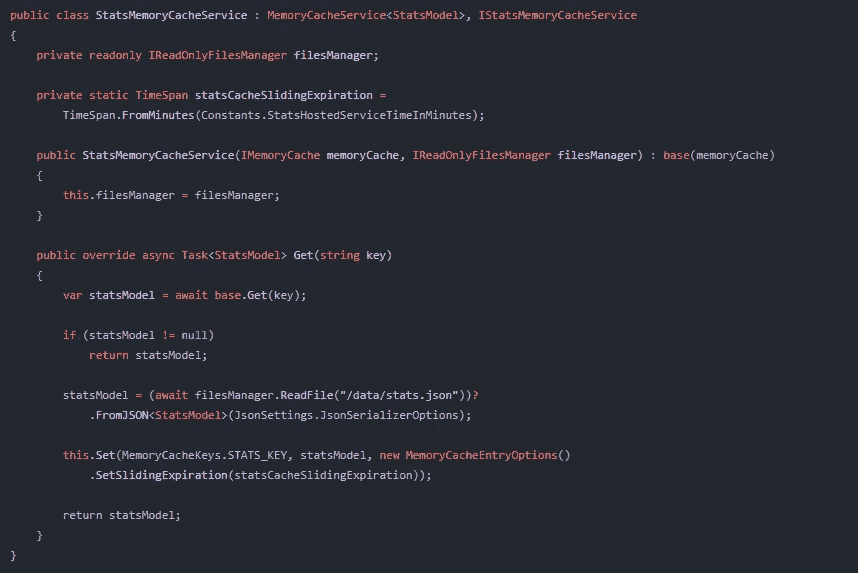 public class StatsMemoryCacheService : MemoryCacheService<StatsModel>, IStatsMemoryCacheService
{
    private readonly IReadOnlyFilesManager filesManager;

    private static TimeSpan statsCacheSlidingExpiration =
        TimeSpan.FromMinutes(Constants.StatsHostedServiceTimeInMinutes);

    public StatsMemoryCacheService(IMemoryCache memoryCache, IReadOnlyFilesManager filesManager) : base(memoryCache)
    {
        this.filesManager = filesManager;
    }

    public override async Task<StatsModel> Get(string key)
    {
        var statsModel = await base.Get(key);

        if (statsModel != null)
            return statsModel;

        statsModel = (await filesManager.ReadFile("/data/stats.json"))?
            .FromJSON<StatsModel>(JsonSettings.JsonSerializerOptions);

        this.Set(MemoryCacheKeys.STATS_KEY, statsModel, new MemoryCacheEntryOptions()
            .SetSlidingExpiration(statsCacheSlidingExpiration));

        return statsModel;
    }
}